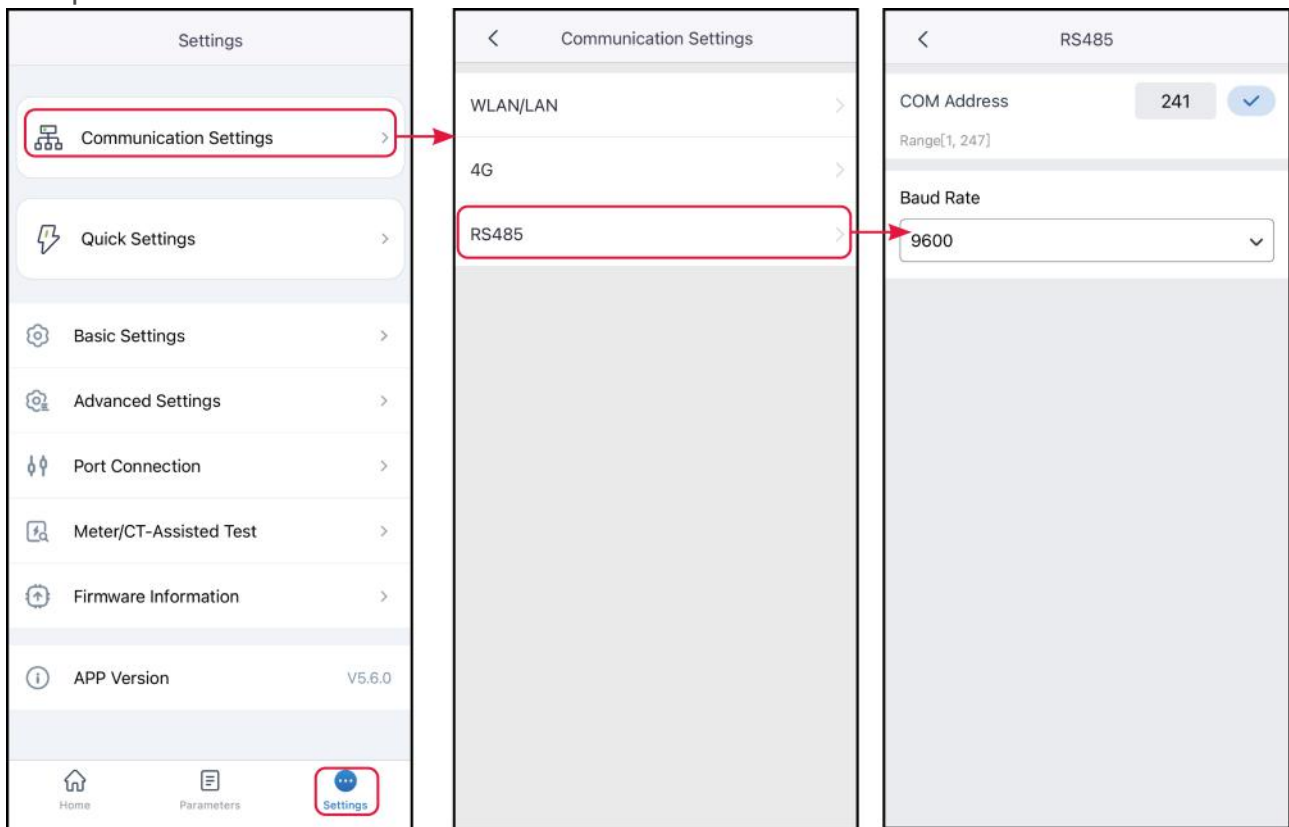 Settings
Communication Settings
Quick Settings
Basic Settings
Advanced Settings
Port Connection
Meter/CT-Assisted Test
Firmware Information
APP Version V5.6.0
Home Parameters Settings
Communication Settings
WLAN/LAN
4G
RS485
RS485
COM Address 241
Range[1, 247]
Baud Rate
9600